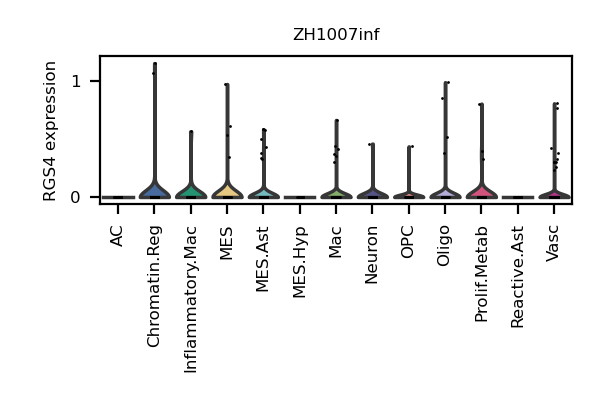 ZH1007inf
RGS4 expression
1
0
AC
Chromatin.Reg
Inflammatory.Mac
MES
MES.Ast
MES.Hyp
Mac
Neuron
OPC
Oligo
Prolif.Metab
Reactive.Ast
Vasc